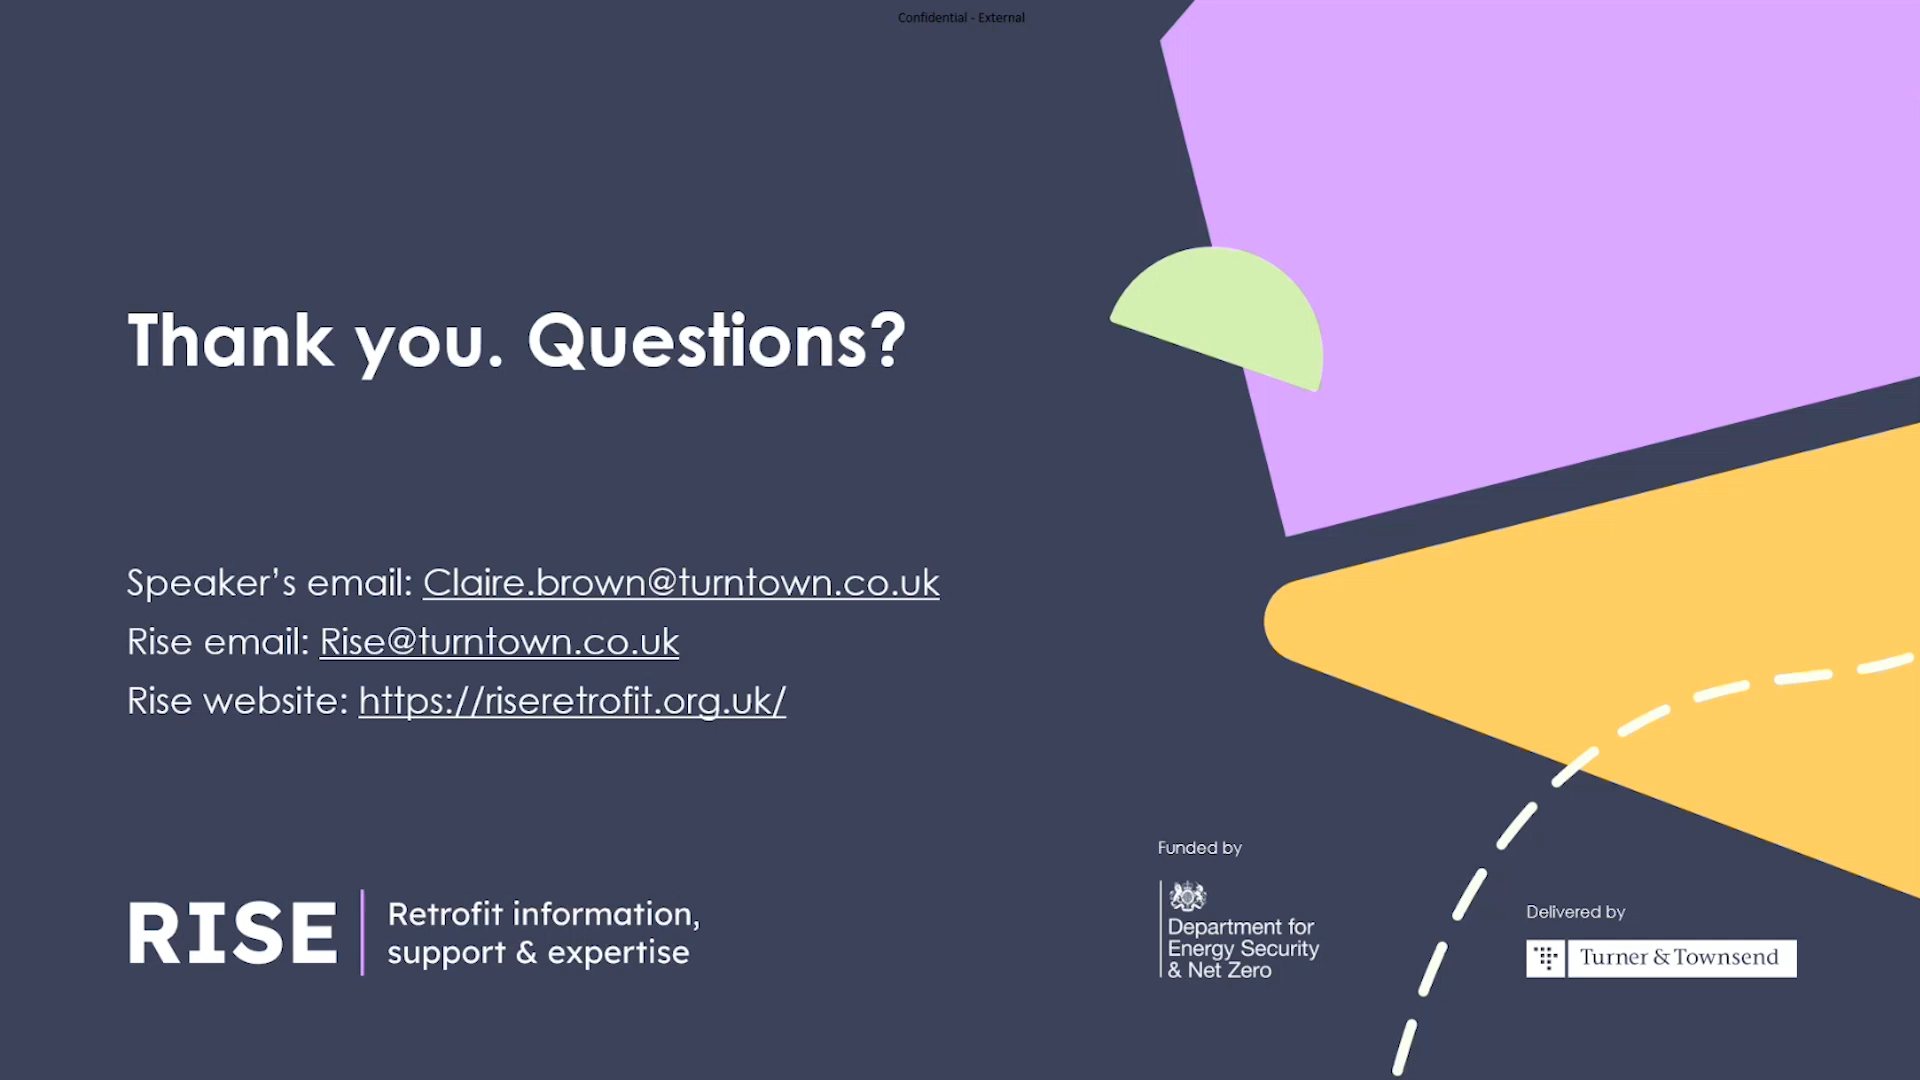 Confidential - External
Thank you. Questions?
Speaker’s email: Claire.brown@turntown.co.uk
Rise email: Rise@turntown.co.uk
Rise website: https://riseretrofit.org.uk/
RISE
Retrofit information,
support & expertise
Funded by
Department for
Energy Security
& Net Zero
Delivered by
Turner & Townsend